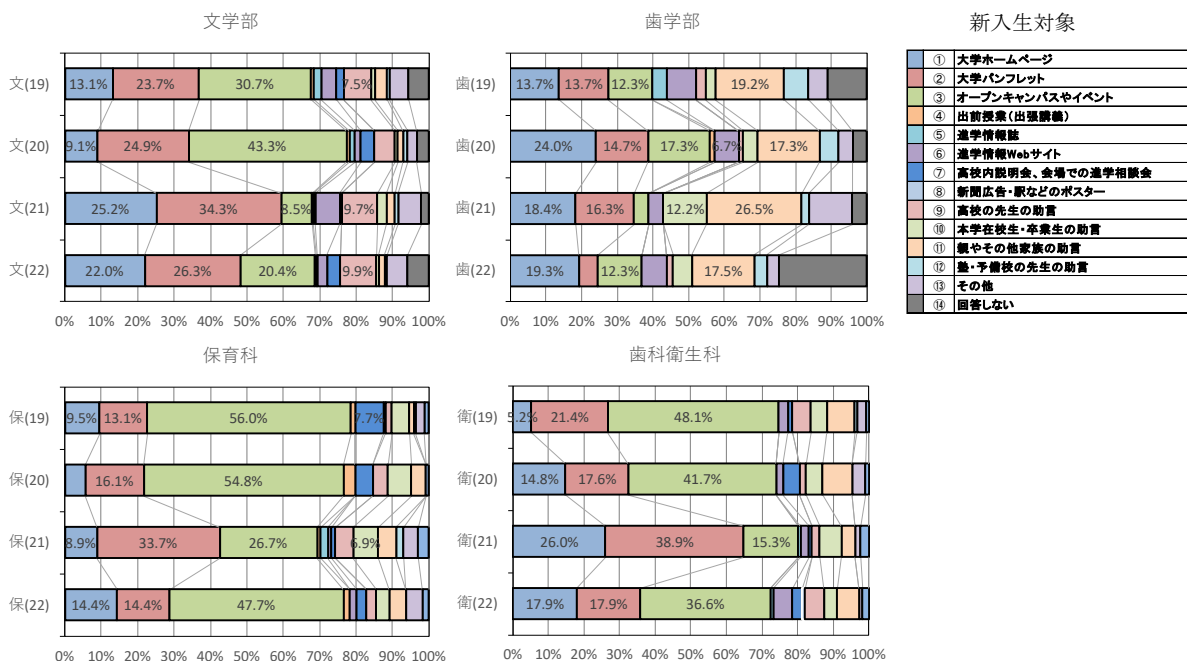 文学部
文(19)
13.1%
23.7%
30.7%
7.5%
文(20)
9.1%
24.9%
43.3%
文(21)
25.2%
34.3%
8.5%
9.7%
文(22)
22.0%
26.3%
20.4%
9.9%
0% 10% 20% 30% 40% 50% 60% 70% 80% 90% 100%
歯学部
歯(19)
13.7%
13.7%
12.3%
19.2%
歯(20)
24.0%
14.7%
17.3%
6.7%
17.3%
歯(21)
18.4%
16.3%
12.2%
26.5%
歯(22)
19.3%
12.3%
17.5%
0% 10% 20% 30% 40% 50% 60% 70% 80% 90% 100%
新入生対象
① 大学ホームページ
② 大学パンフレット
③ オープンキャンパスやイベント
④ 出前授業(出張講義)
⑤ 進学情報誌
⑥ 進学情報Webサイト
⑦ 高校内説明会、会場での進学相談会
⑧ 新聞広告・駅などのポスター
⑨ 高校の先生の助言
⑩ 本学在校生・卒業生の助言
⑪ 親やその他家族の助言
⑫ 塾・予備校の先生の助言
⑬ その他
⑭ 回答しない
保育科
保(19)
9.5%
13.1%
56.0%
7.7%
保(20)
16.1%
54.8%
保(21)
8.9%
33.7%
26.7%
6.9%
保(22)
14.4%
14.4%
47.7%
0% 10% 20% 30% 40% 50% 60% 70% 80% 90% 100%
歯科衛生科
衛(19)
5.2%
21.4%
48.1%
衛(20)
14.8%
17.6%
41.7%
衛(21)
26.0%
38.9%
15.3%
衛(22)
17.9%
17.9%
36.6%
0% 10% 20% 30% 40% 50% 60% 70% 80% 90% 100%